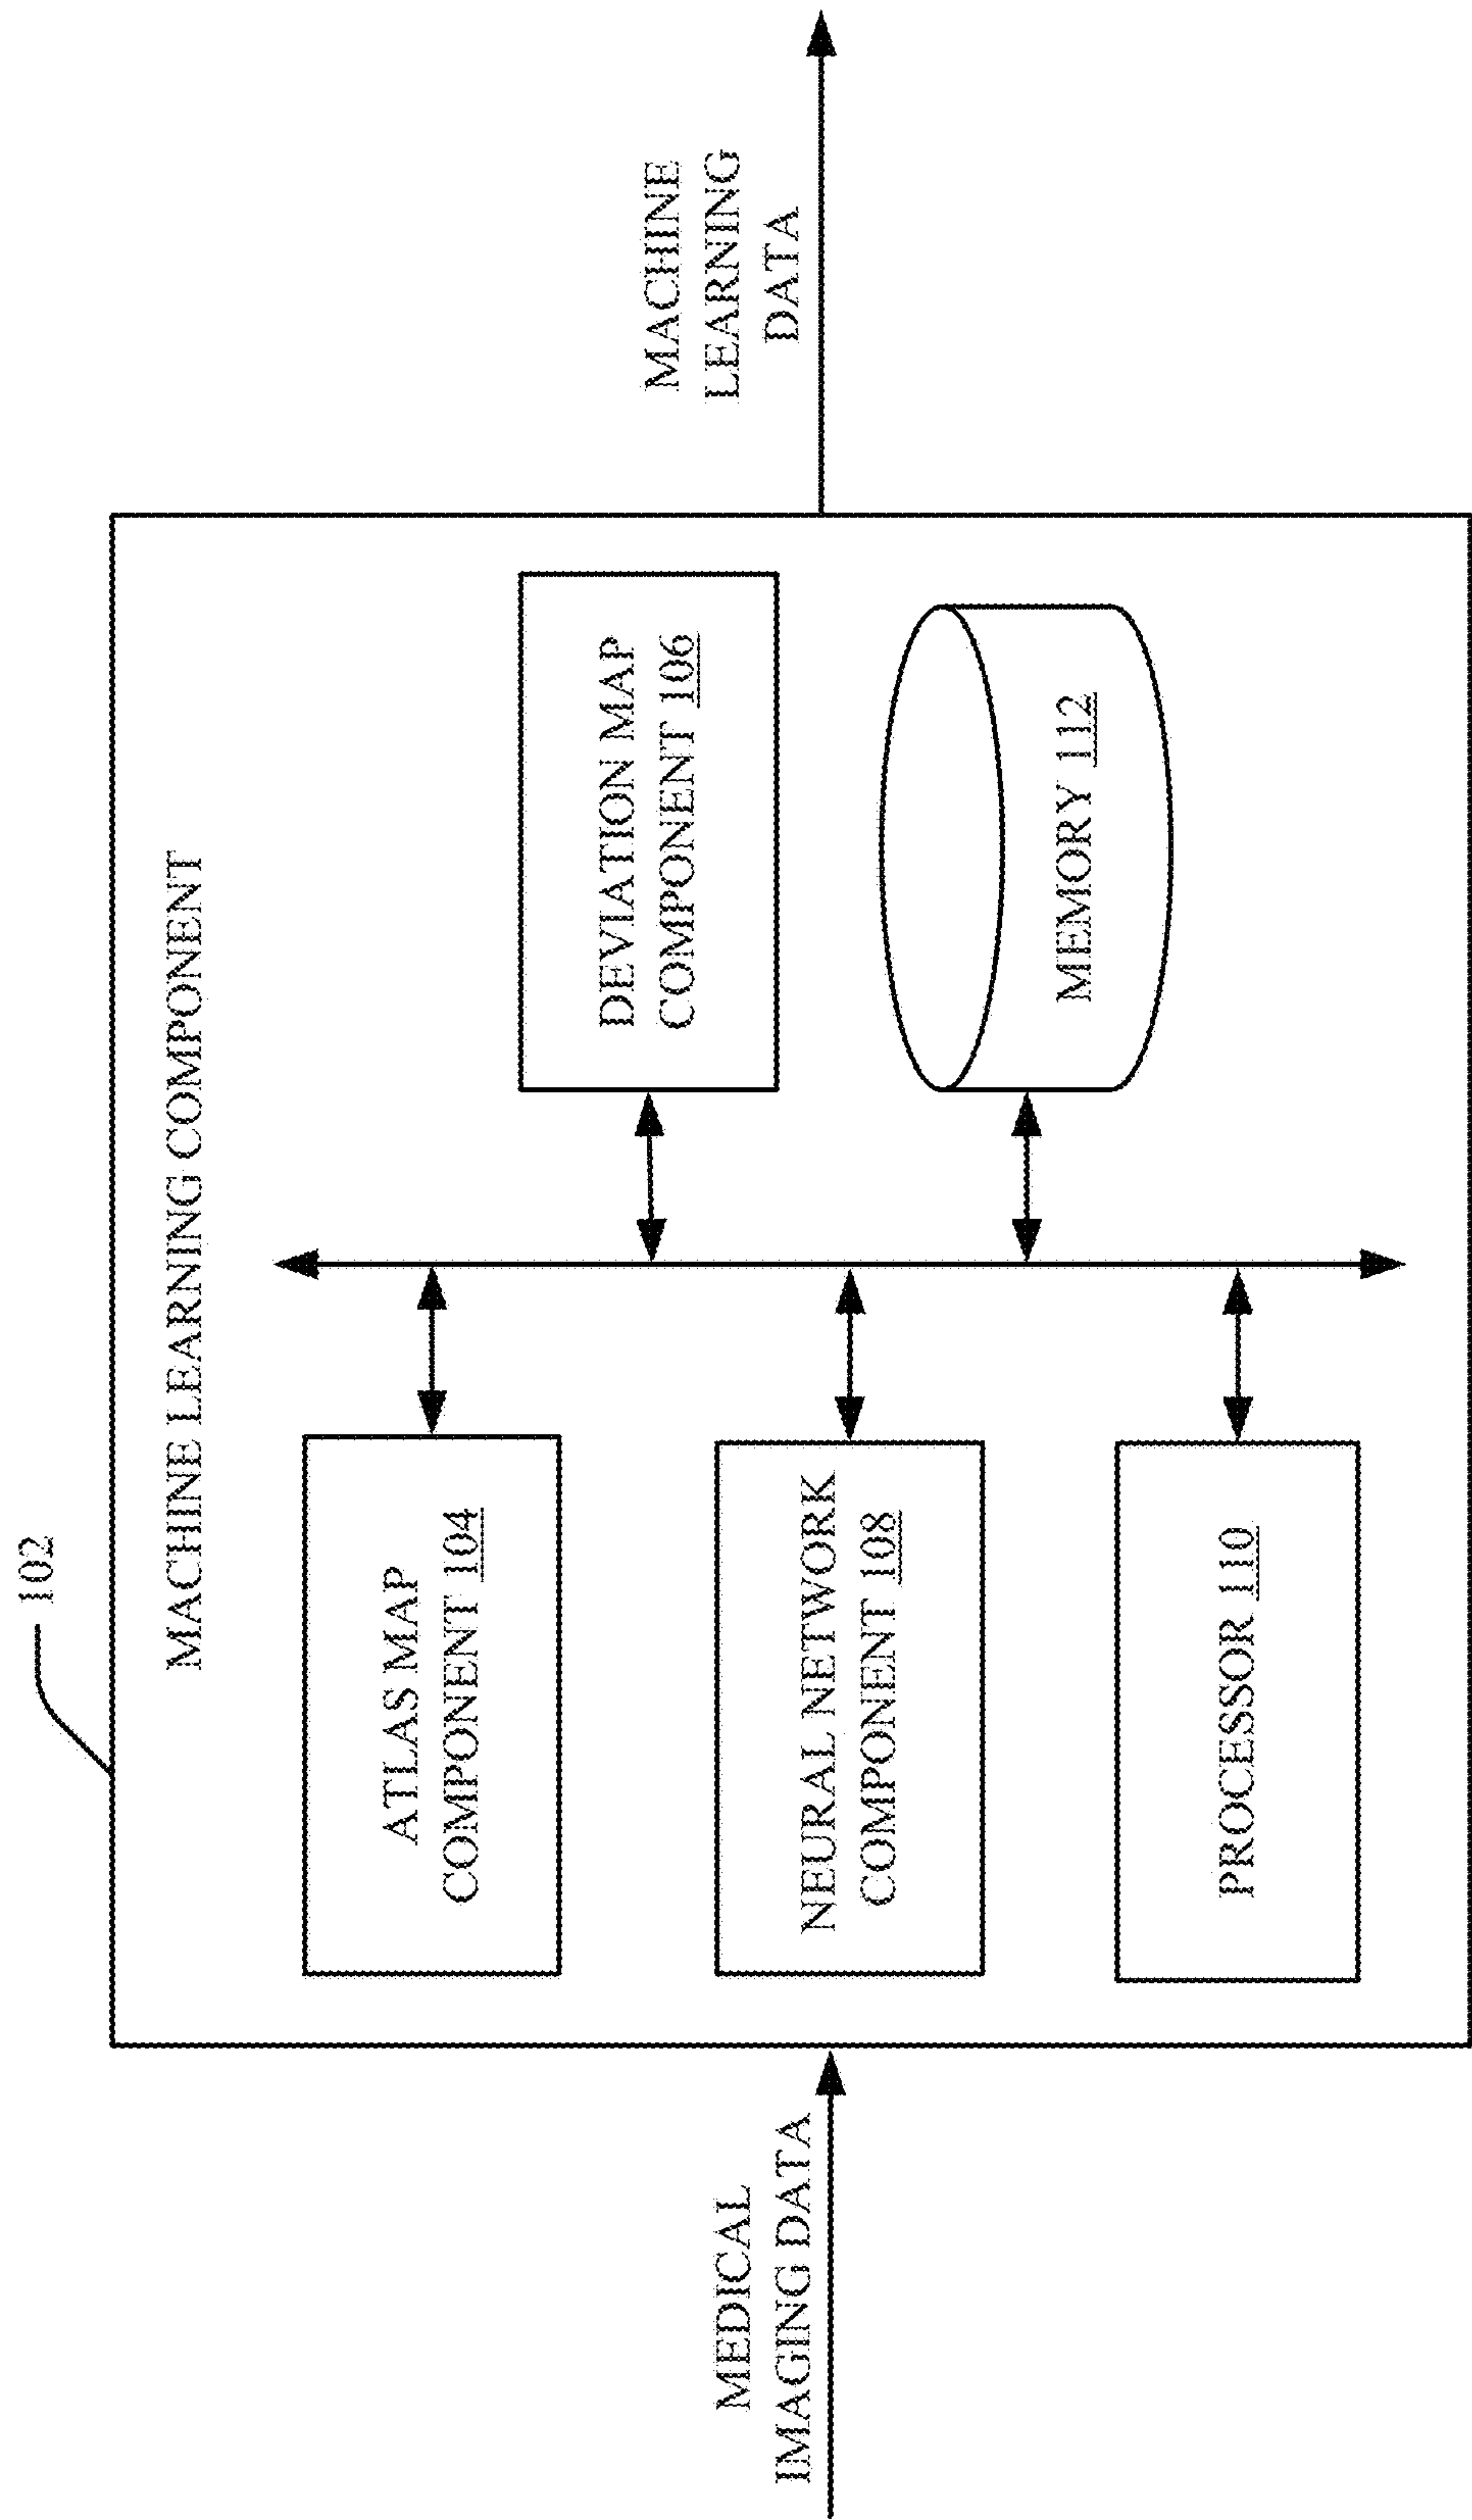 102
MACHINE LEARNING COMPONENT
MEDICAL
IMAGING DATA
ATLAS MAP
COMPONENT 104
DEVIATION MAP
COMPONENT 106
NEURAL NETWORK
COMPONENT 108
MEMORY 112
PROCESSOR 110
MACHINE
LEARNING
DATA